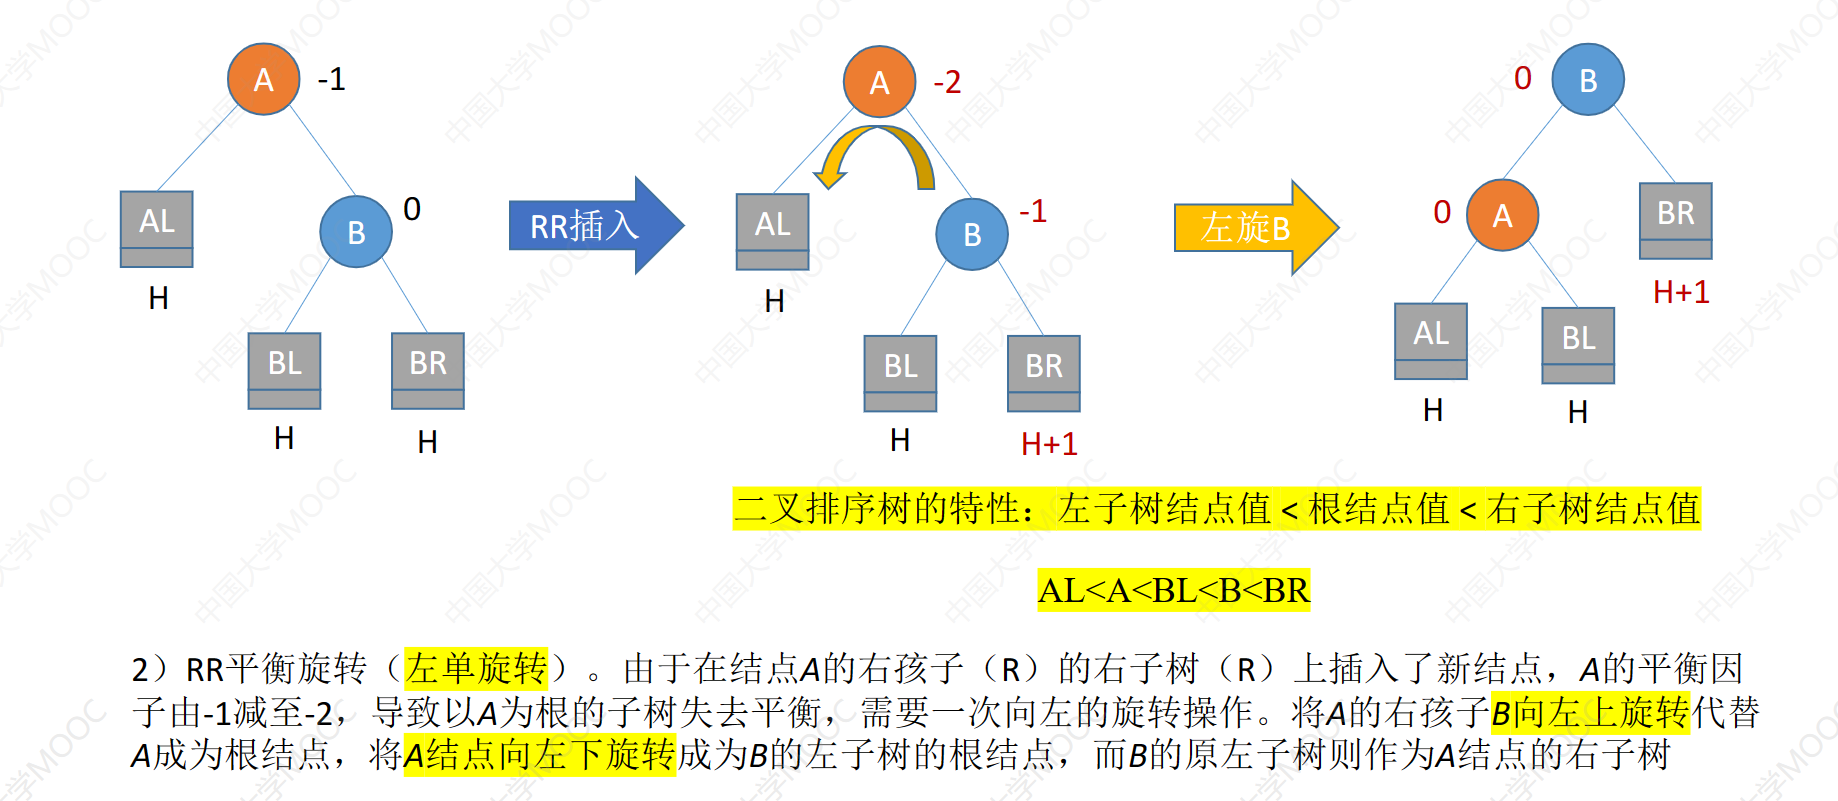 A -1
A -2
0 B
AL
B 0
RR插入
AL
B -1
左旋B
0 A
BR
H
H
H+1
BL
BR
BL
BR
AL
BL
H
H
H
H+1
H
H
二叉排序树的特性：左子树结点值 < 根结点值 < 右子树结点值
AL<A<BL<B<BR
2）RR平衡旋转（左单旋转）。由于在结点A的右孩子（R）的右子树（R）上插入了新结点，A的平衡因
子由-1减至-2，导致以A为根的子树失去平衡，需要一次向左的旋转操作。将A的右孩子B向左上旋转代替
A成为根结点，将A结点向左下旋转成为B的左子树的根结点，而B的原左子树则作为A结点的右子树
中国大学MOOC